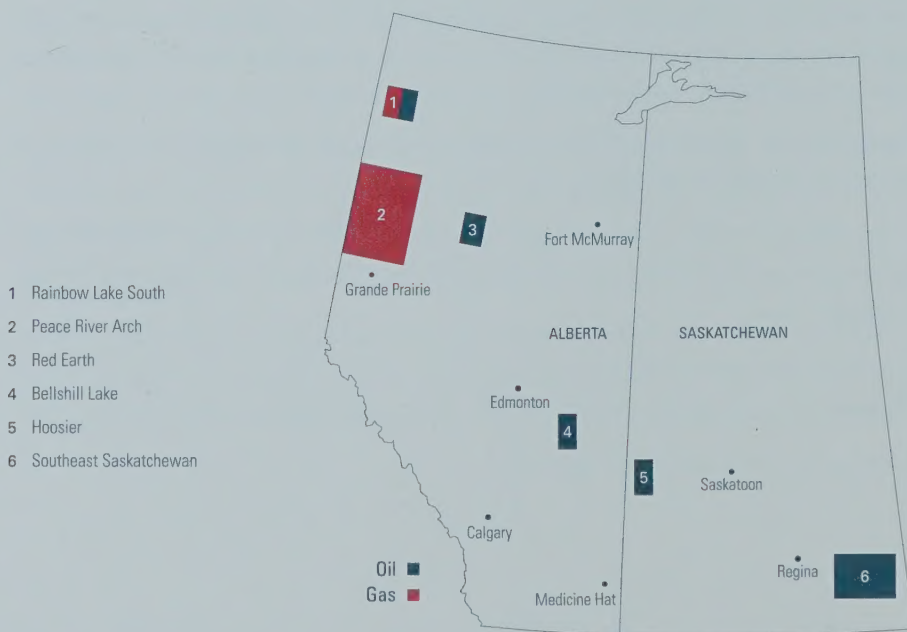 1 Rainbow Lake South
2 Peace River Arch
3 Red Earth
4 Bellshill Lake
5 Hoosier
6 Southeast Saskatchewan
1
2
3
Fort McMurray
Grande Prairie
ALBERTA
SASKATCHEWAN
Edmonton
4
5
Saskatoon
Calgary
Oil
Gas
Medicine Hat
Regina
6